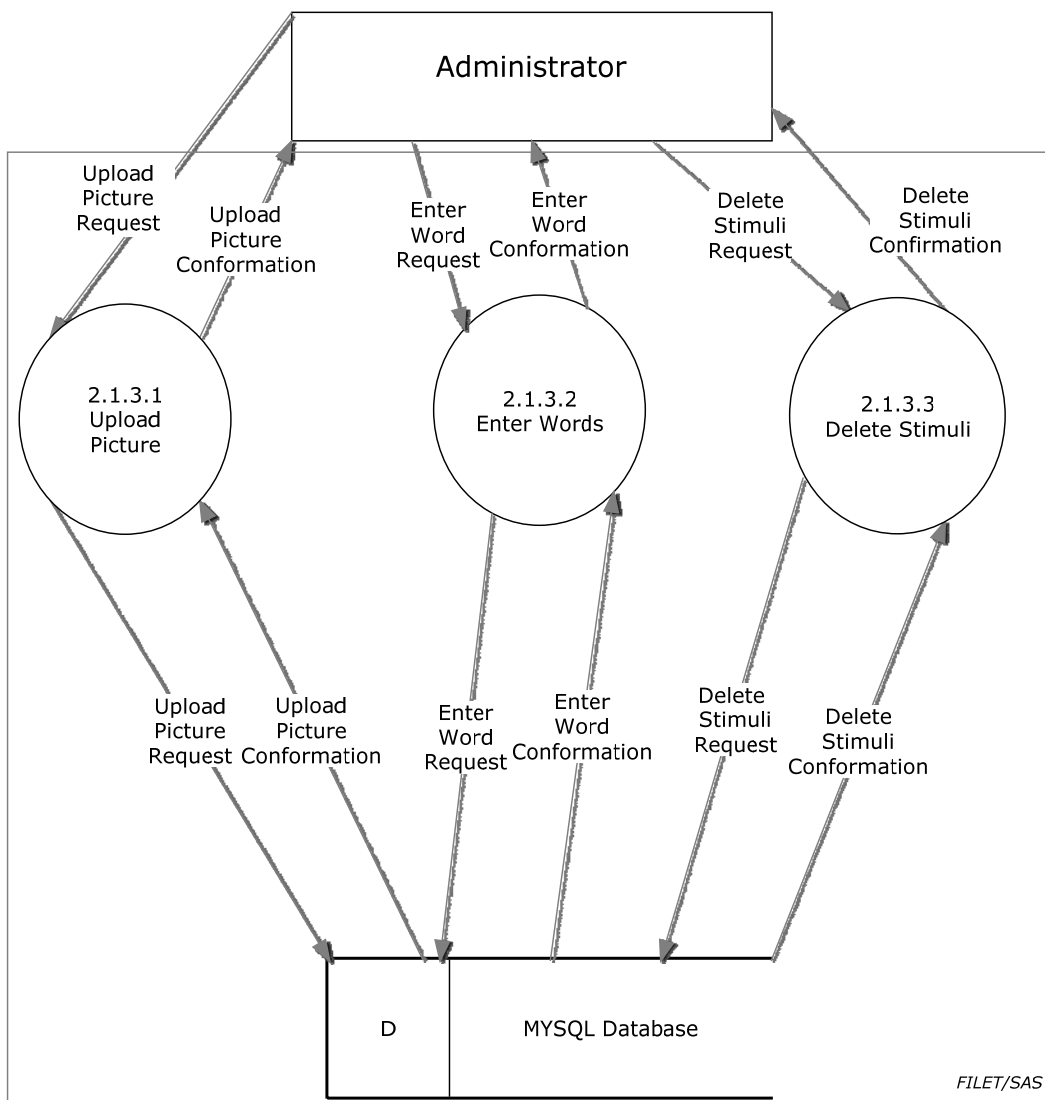 Administrator
Upload
Picture
Request
Upload
Picture
Conformation
Enter
Word
Request
Enter
Word
Conformation
Delete
Stimuli
Request
Delete
Stimuli
Confirmation
2.1.3.1
Upload
Picture
2.1.3.2
Enter Words
2.1.3.3
Delete Stimuli
Upload
Picture
Request
Upload
Picture
Conformation
Enter
Word
Request
Enter
Word
Conformation
Delete
Stimuli
Request
Delete
Stimuli
Conformation
D
MYSQL Database
FILET/SAS